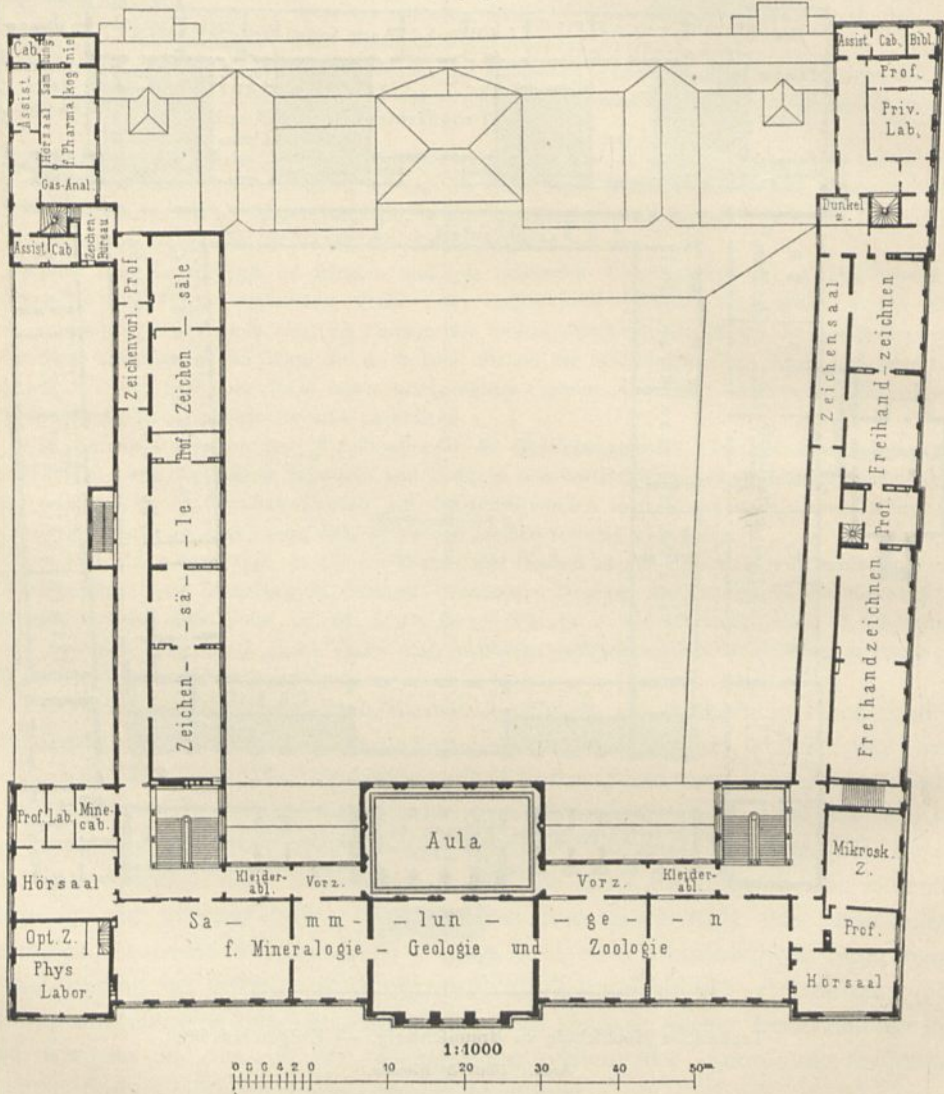 Cab.
Assist.
Hörsaal Sammlung
f. Pharmakognie
Gas-Anal.
Assist Cab
Zeichen-
Bureau.
Assist. Cab. Bibl.
Prof.
Priv.
Lab.
Dunkel
z.
Zeichenvorl. Prof
Zeichen – säle
Prof.
Zeichen – sä – le
Zeichensaal
Freihand – zeichnen
Prof.
Freihandzeichnen
Prof. Lab. Mine-
cab.
Hörsaal
Opt. Z.
Phys
Labor.
Aula
Kleider-
abl.
Vorz.
Vorz.
Kleider-
abl.
Mikrosk.
Z.
Prof.
Hörsaal
Sa – mm – lun – – ge – – n
f. Mineralogie – Geologie und Zoologie
1:1000
10 20 30 40 50m